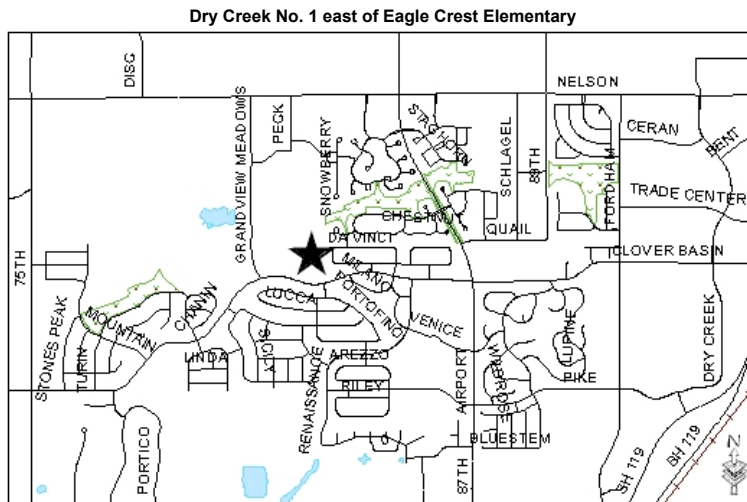 Dry Creek No. 1 east of Eagle Crest Elementary
DISC
NELSON
GRANDVIEW MEADOWS
PECK
SNOWBERRY
STAGHORN
SCHLAGEL
89TH
FORDHAM
CERAN
BENT
TRADE CENTER
CHESTNUT
QUAIL
DA VINCI
CLOVER BASIN
75TH
MILANO
LUCCA
PORTOFINO
VENICE
CHANIN
MOUNTAIN
STONES PEAK
TURIN
LINDA
SICILY
RENAISSANCE
AREZZO
RILEY
AIRPORT
PRIMROSE
LUPINE
PIKE
DRY CREEK
BLUESTEM
PORTICO
87TH
SH 119
SH 119
N